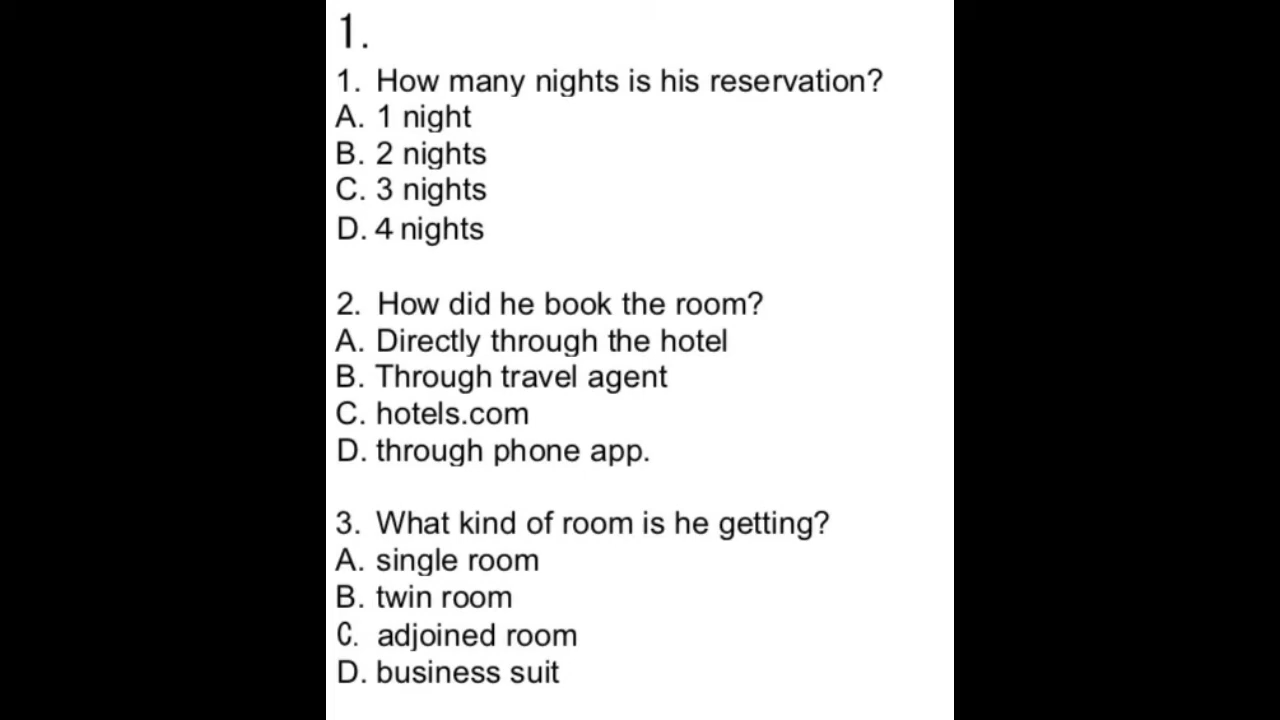 1.
1. How many nights is his reservation?
A. 1 night
B. 2 nights
C. 3 nights
D. 4 nights
2. How did he book the room?
A. Directly through the hotel
B. Through travel agent
C. hotels.com
D. through phone app.
3. What kind of room is he getting?
A. single room
B. twin room
C. adjoined room
D. business suit